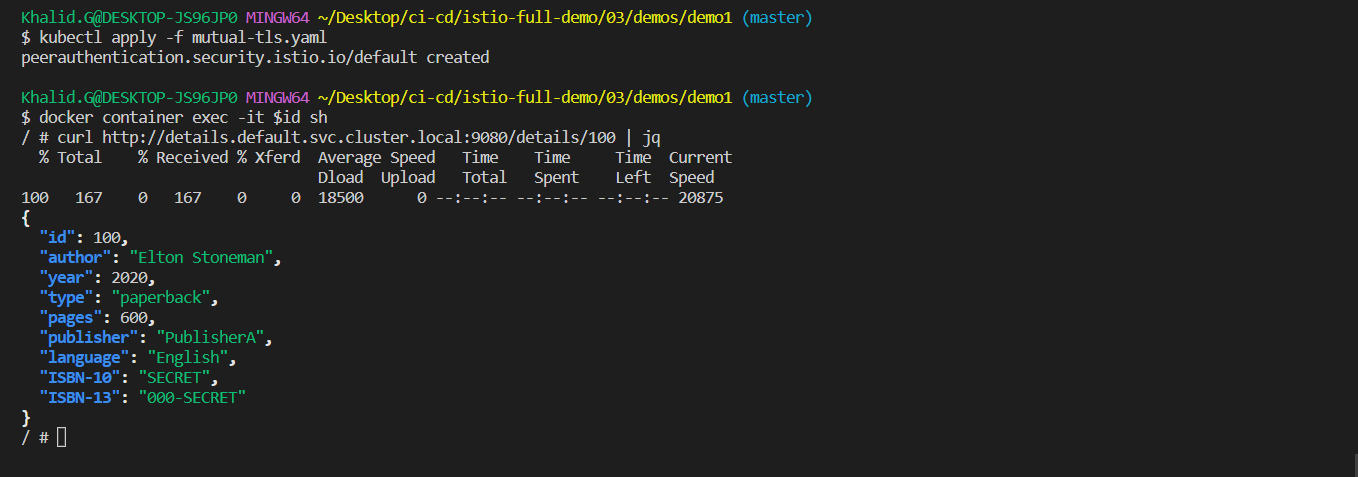 Khalid.G@DESKTOP-JS96JP0 MINGW64 ~/Desktop/ci-cd/istio-full-demo/03/demos/demo1 (master)
$ kubectl apply -f mutual-tls.yaml
peerauthentication.security.istio.io/default created
Khalid.G@DESKTOP-JS96JP0 MINGW64 ~/Desktop/ci-cd/istio-full-demo/03/demos/demo1 (master)
$ docker container exec -it $id sh
/ # curl http://details.default.svc.cluster.local:9080/details/100 | jq
  % Total    % Received % Xferd  Average Speed   Time    Time     Time  Current
                                 Dload  Upload   Total   Spent    Left  Speed
100   167    0   167    0     0  18500      0 --:--:-- --:--:-- --:--:-- 20875
{
  "id": 100,
  "author": "Elton Stoneman",
  "year": 2020,
  "type": "paperback",
  "pages": 600,
  "publisher": "PublisherA",
  "language": "English",
  "ISBN-10": "SECRET",
  "ISBN-13": "000-SECRET"
}
/ #